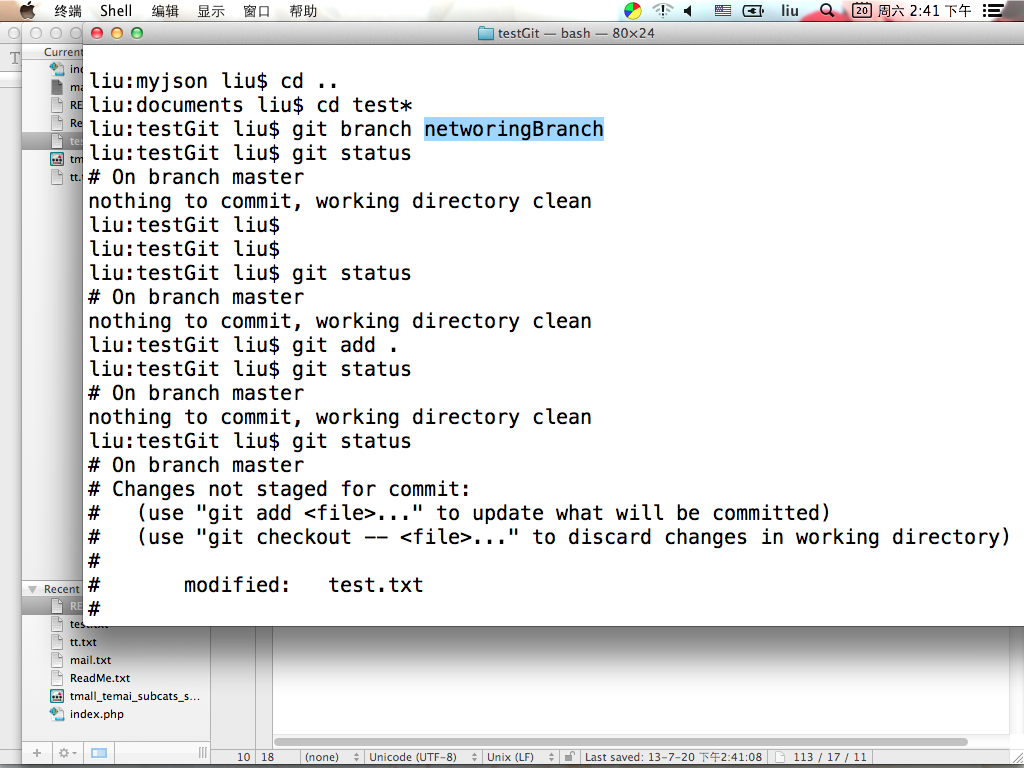 终端 Shell 编辑 显示 窗口 帮助 liu 20 周六 2:41 下午
testGit — bash — 80×24
liu:myjson liu$ cd ..
liu:documents liu$ cd test*
liu:testGit liu$ git branch networingBranch
liu:testGit liu$ git status
# On branch master
nothing to commit, working directory clean
liu:testGit liu$
liu:testGit liu$
liu:testGit liu$ git status
# On branch master
nothing to commit, working directory clean
liu:testGit liu$ git add .
liu:testGit liu$ git status
# On branch master
nothing to commit, working directory clean
liu:testGit liu$ git status
# On branch master
# Changes not staged for commit:
#   (use "git add <file>..." to update what will be committed)
#   (use "git checkout -- <file>..." to discard changes in working directory)
#
#       modified:   test.txt
#
T
Current
Recent
test.txt
tt.txt
mail.txt
ReadMe.txt
tmall_temai_subcats_s...
index.php
10 18 (none) Unicode (UTF-8) Unix (LF) Last saved: 13-7-20 下午2:41:08 113 / 17 / 11